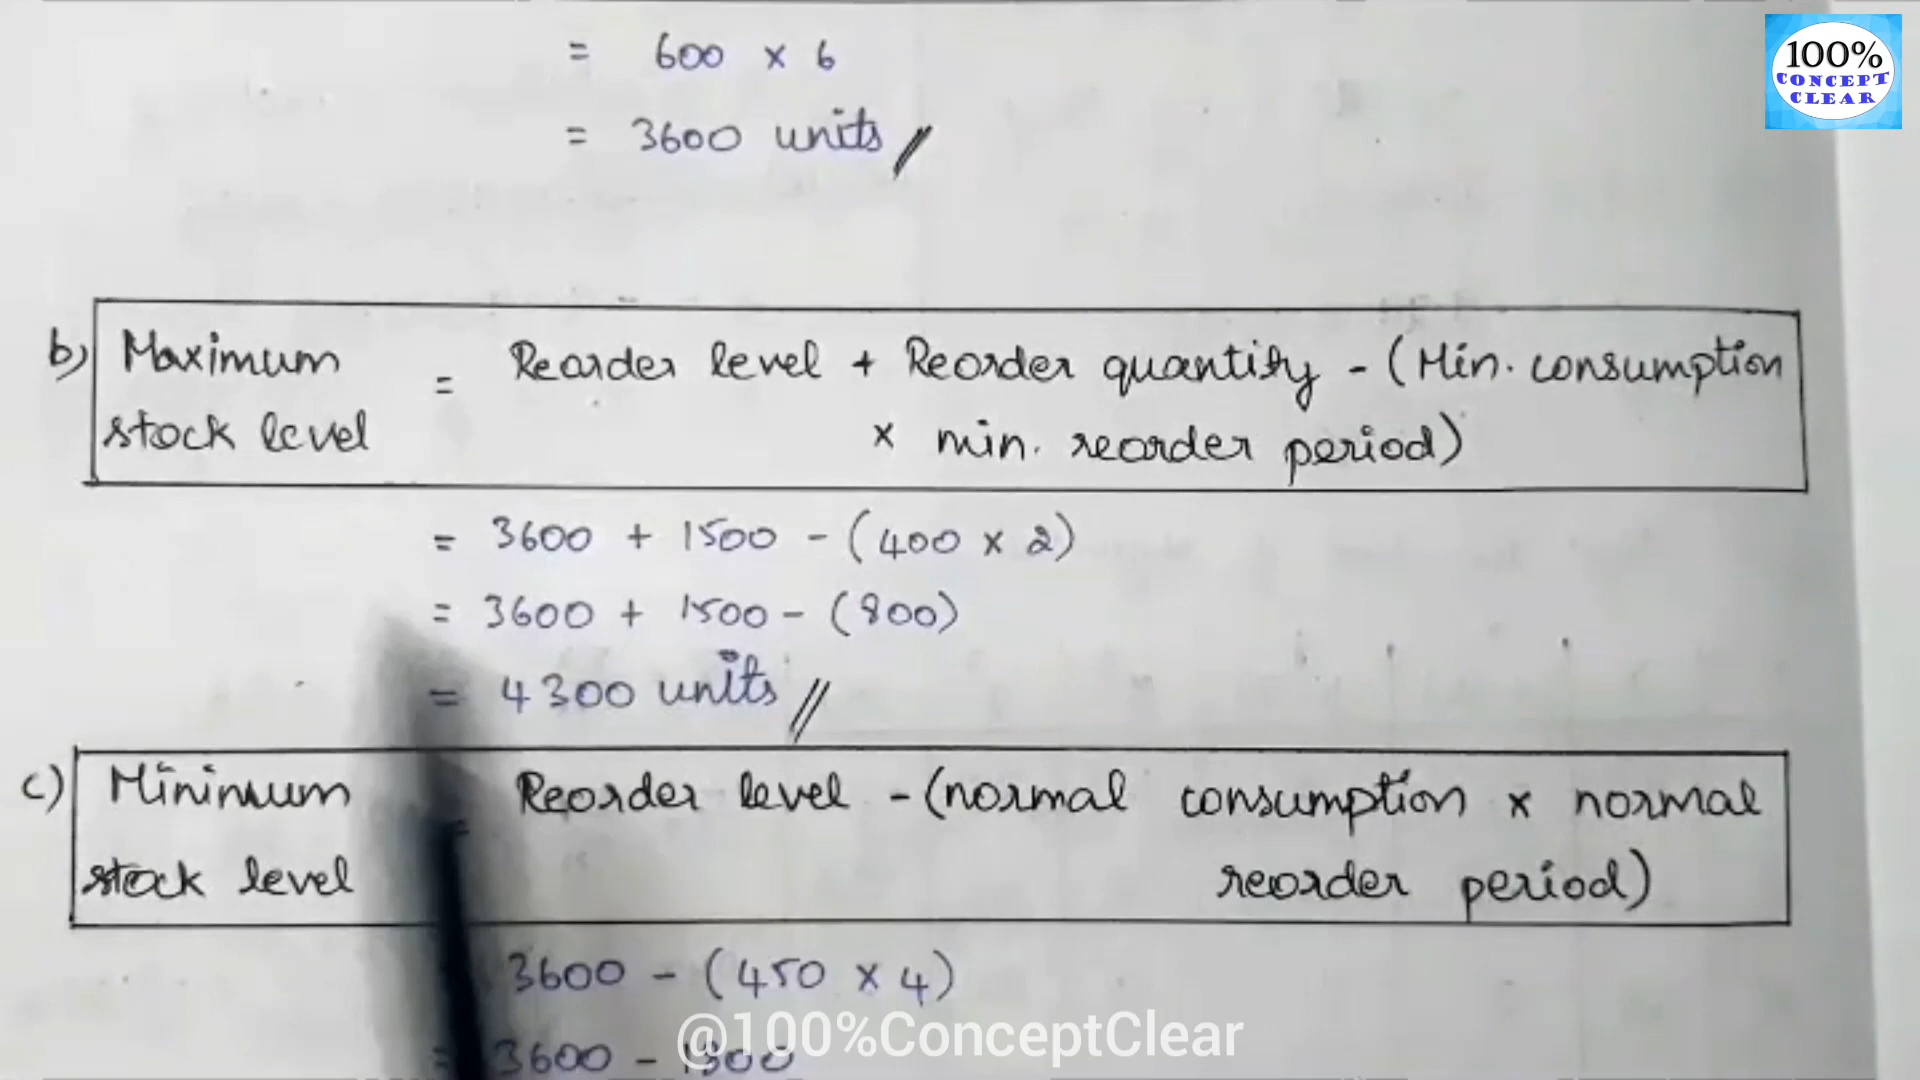 = 600 x 6
= 3600 units
100%
CONCEPT
CLEAR
b) Maximum stock level = Reorder level + Reorder quantity - (Min. consumption
x min. reorder period)
= 3600 + 1500 - (400 x 2)
= 3600 + 1500 - (800)
= 4300 units
c) Minimum stock level = Reorder level - (normal consumption x normal
reorder period)
3600 - (450 x 4)
= 3600 - 1800
@100%ConceptClear